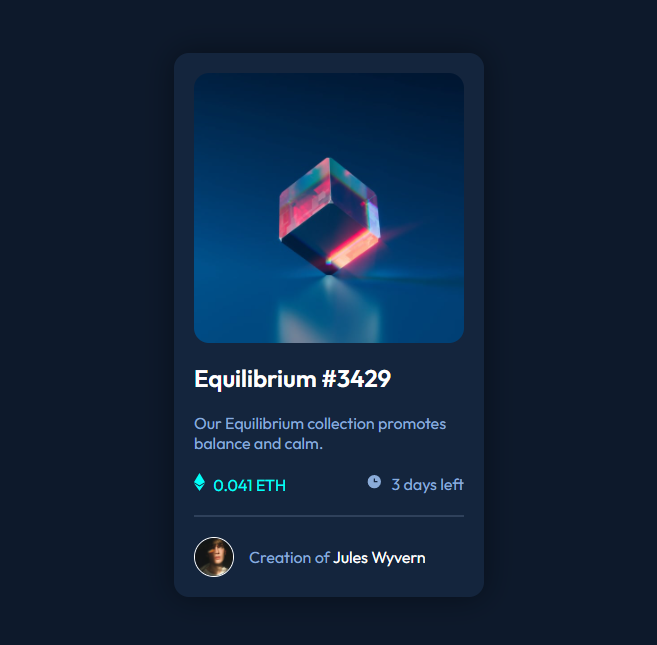 Equilibrium #3429
Our Equilibrium collection promotes
balance and calm.
0.041 ETH
3 days left
Creation of Jules Wyvern